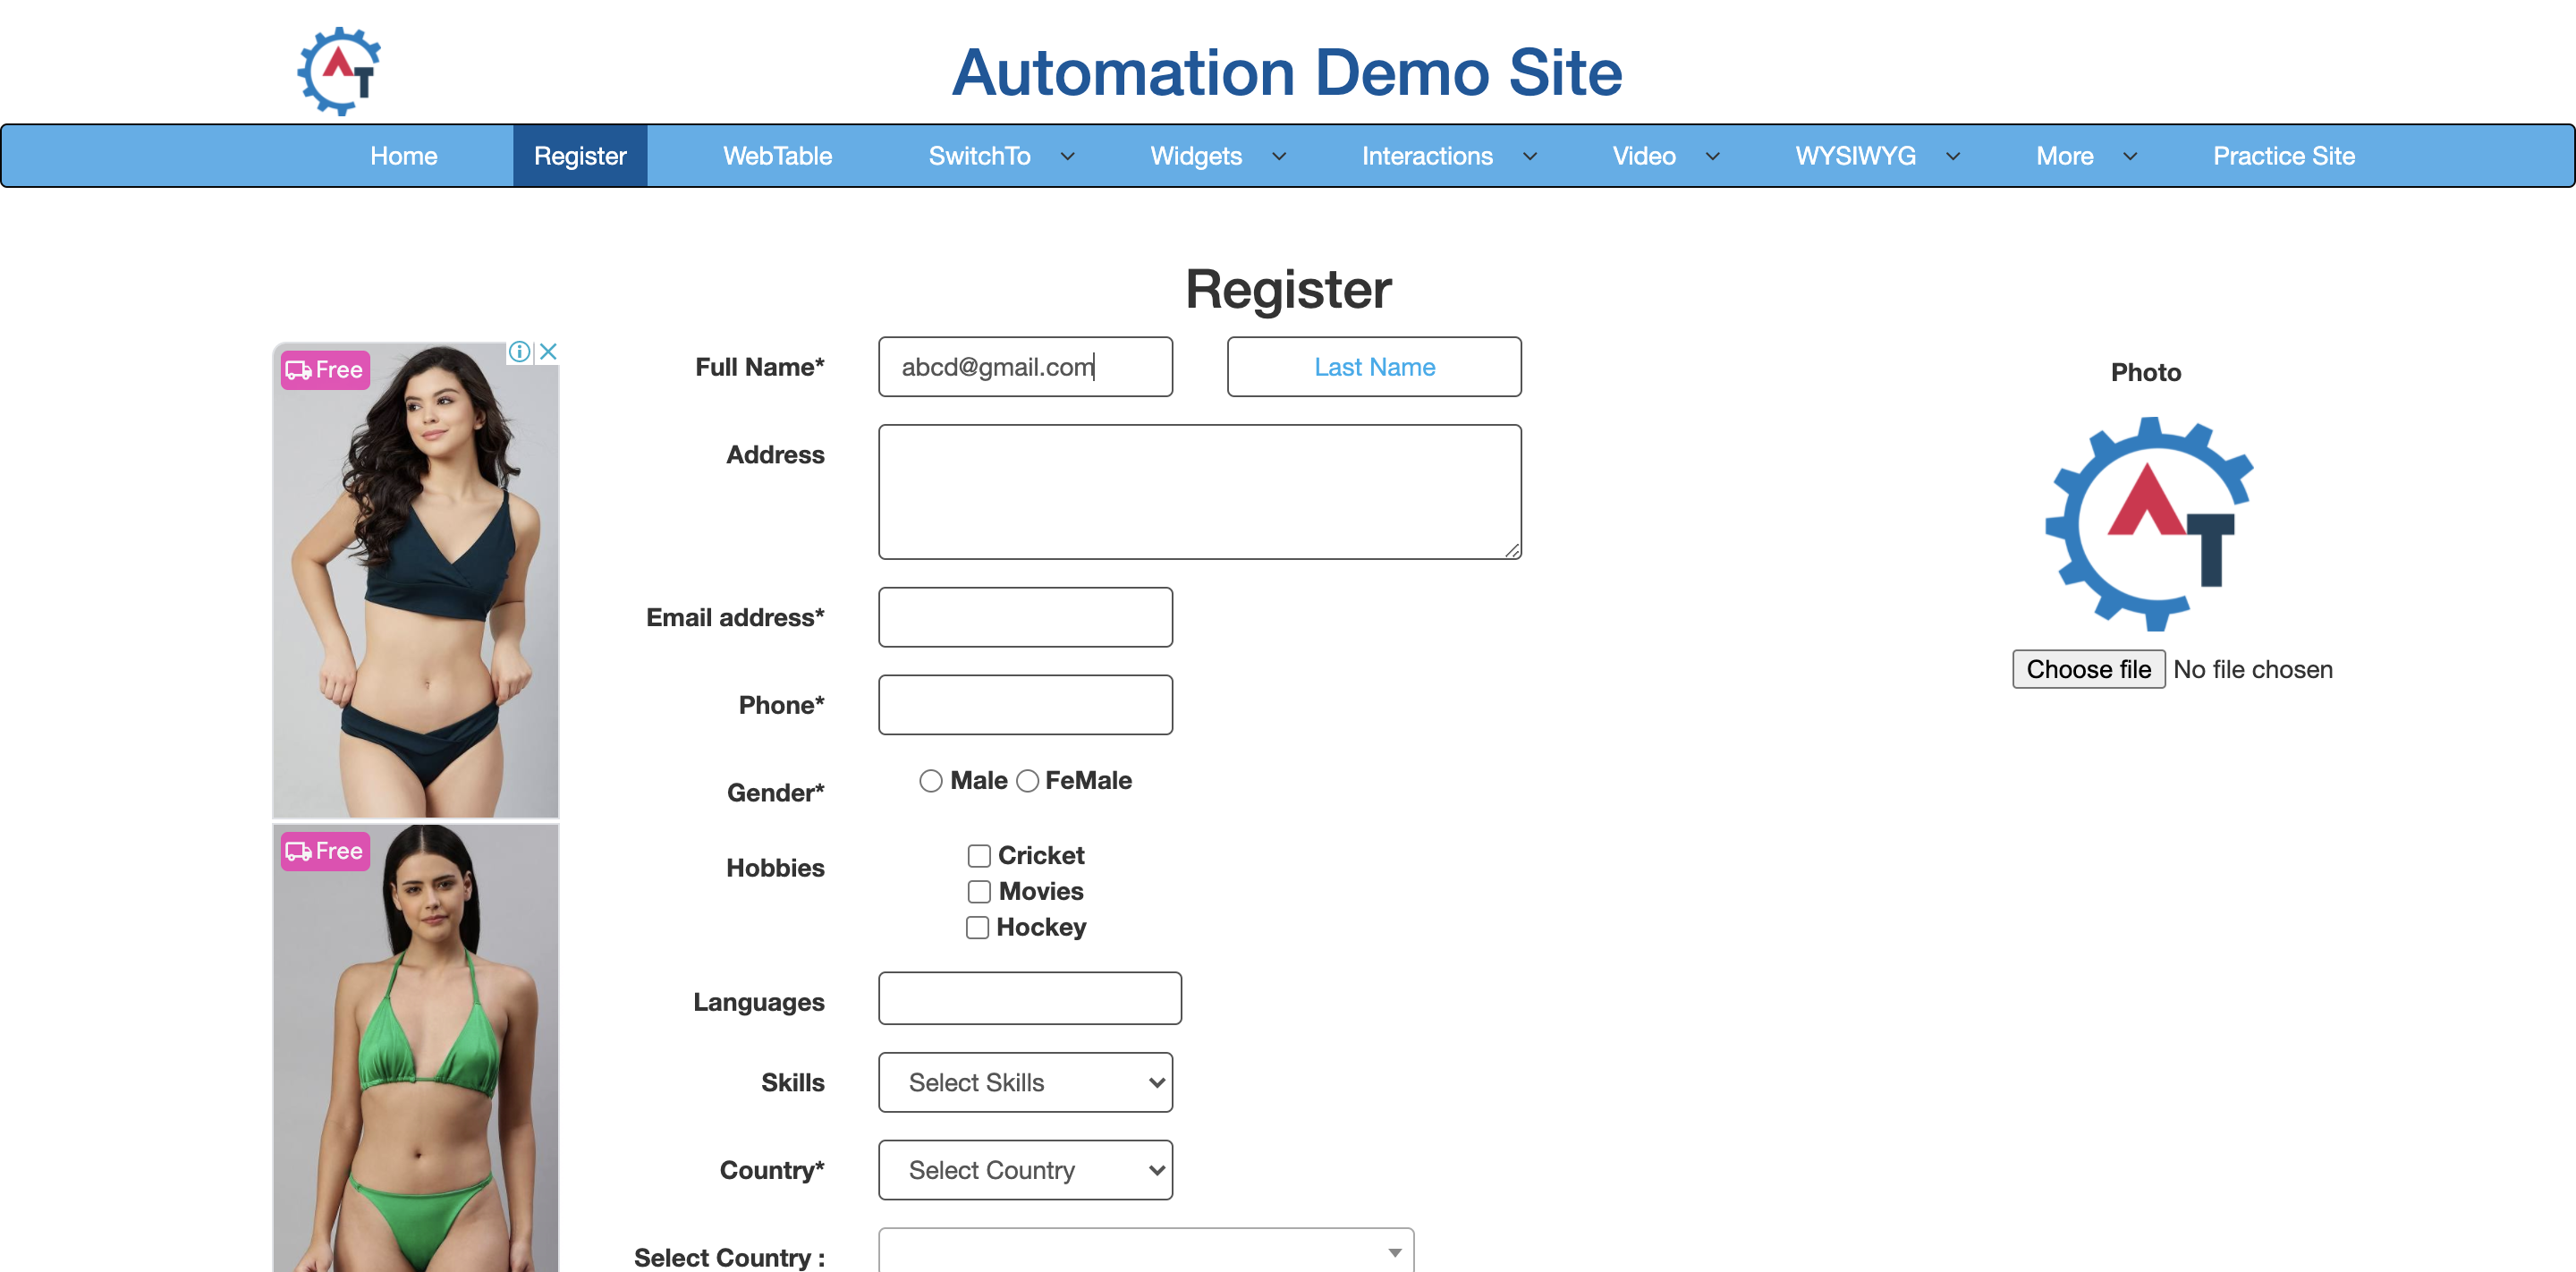 AT
Automation Demo Site
Home Register WebTable SwitchTo Widgets Interactions Video WYSIWYG More Practice Site
Register
Free
Full Name* abcd@gmail.com Last Name
Photo
Address
AT
Email address*
Choose file No file chosen
Phone*
Gender* Male FeMale
Free
Hobbies Cricket
Movies
Hockey
Languages
Skills Select Skills
Country* Select Country
Select Country :